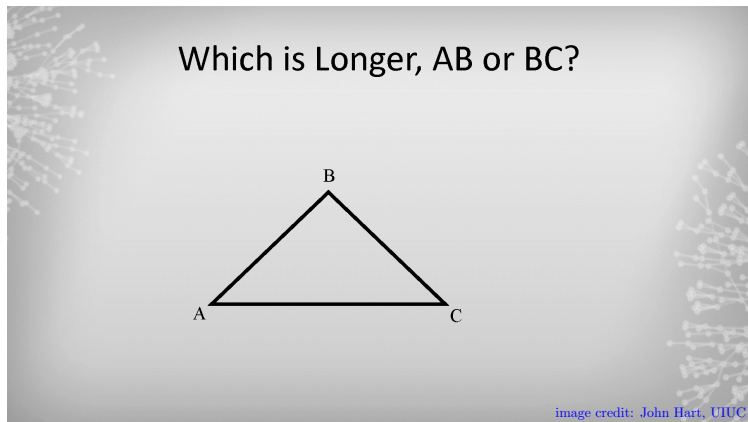 Which is Longer, AB or BC?
B
A
C
image credit: John Hart, UIUC